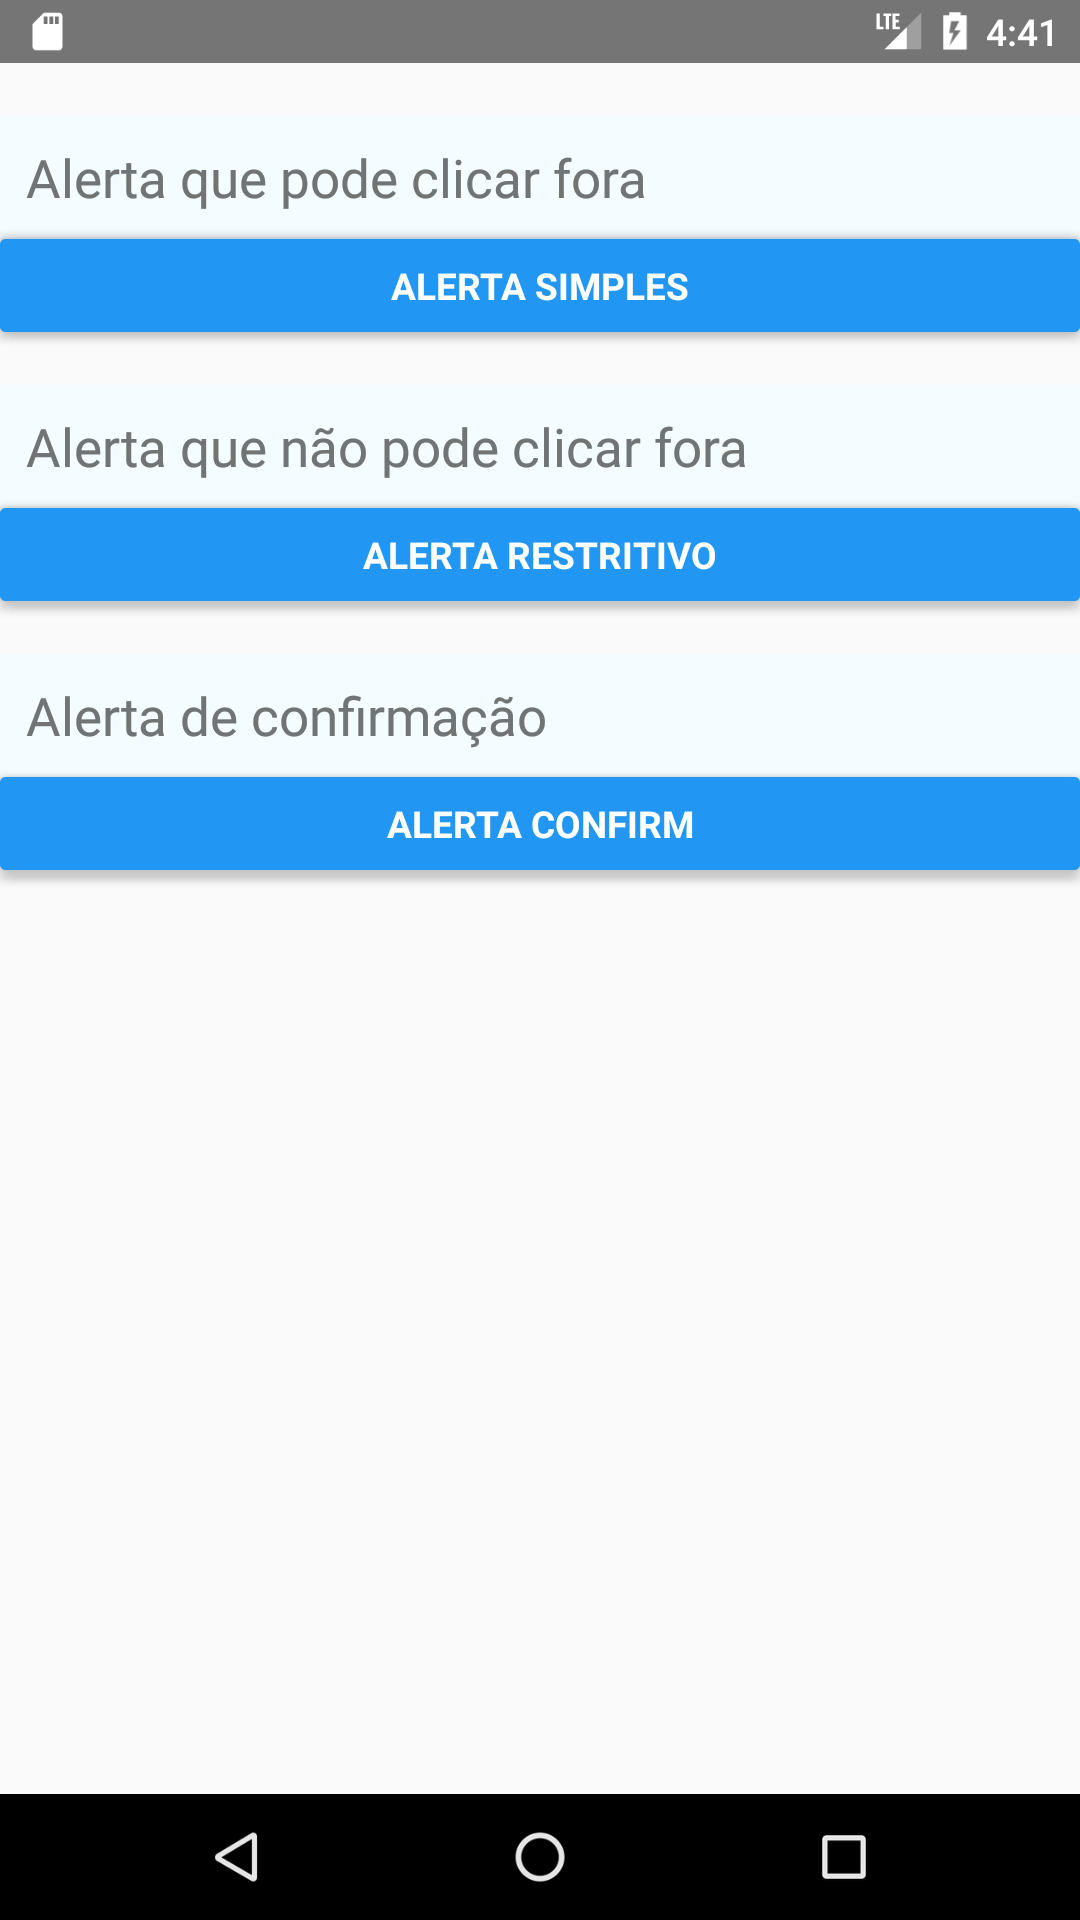 LTE 4:41
Alerta que pode clicar fora
ALERTA SIMPLES
Alerta que não pode clicar fora
ALERTA RESTRITIVO
Alerta de confirmação
ALERTA CONFIRM